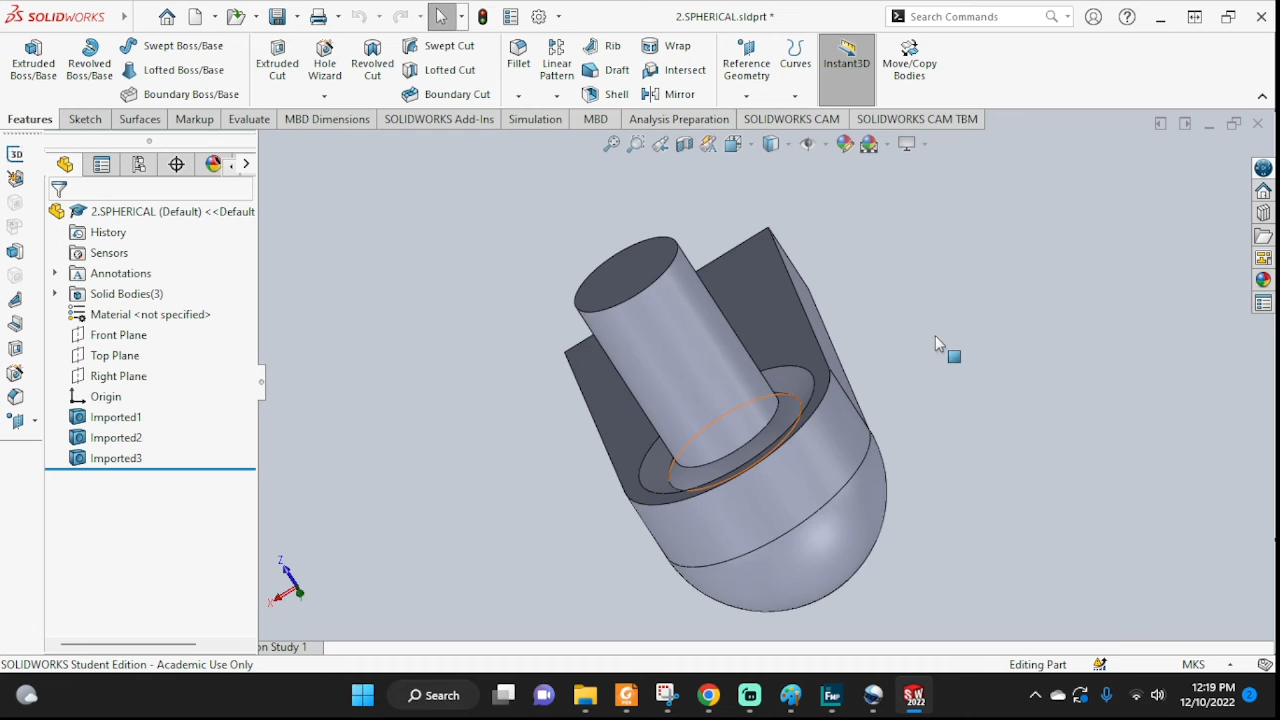 SOLIDWORKS
2.SPHERICAL.sldprt *
Search Commands
Extruded Boss/Base
Revolved Boss/Base
Swept Boss/Base
Lofted Boss/Base
Boundary Boss/Base
Extruded Cut
Hole Wizard
Revolved Cut
Swept Cut
Lofted Cut
Boundary Cut
Fillet
Linear Pattern
Rib
Draft
Shell
Wrap
Intersect
Mirror
Reference Geometry
Curves
Instant3D
Move/Copy Bodies
Features
Sketch
Surfaces
Markup
Evaluate
MBD Dimensions
SOLIDWORKS Add-Ins
Simulation
MBD
Analysis Preparation
SOLIDWORKS CAM
SOLIDWORKS CAM TBM
3D
2.SPHERICAL (Default) <<Default
History
Sensors
Annotations
Solid Bodies(3)
Material <not specified>
Front Plane
Top Plane
Right Plane
Origin
Imported1
Imported2
Imported3
Z
X
on Study 1
SOLIDWORKS Student Edition - Academic Use Only
Editing Part
MKS
Search
12:19 PM
12/10/2022
2
SW
2022